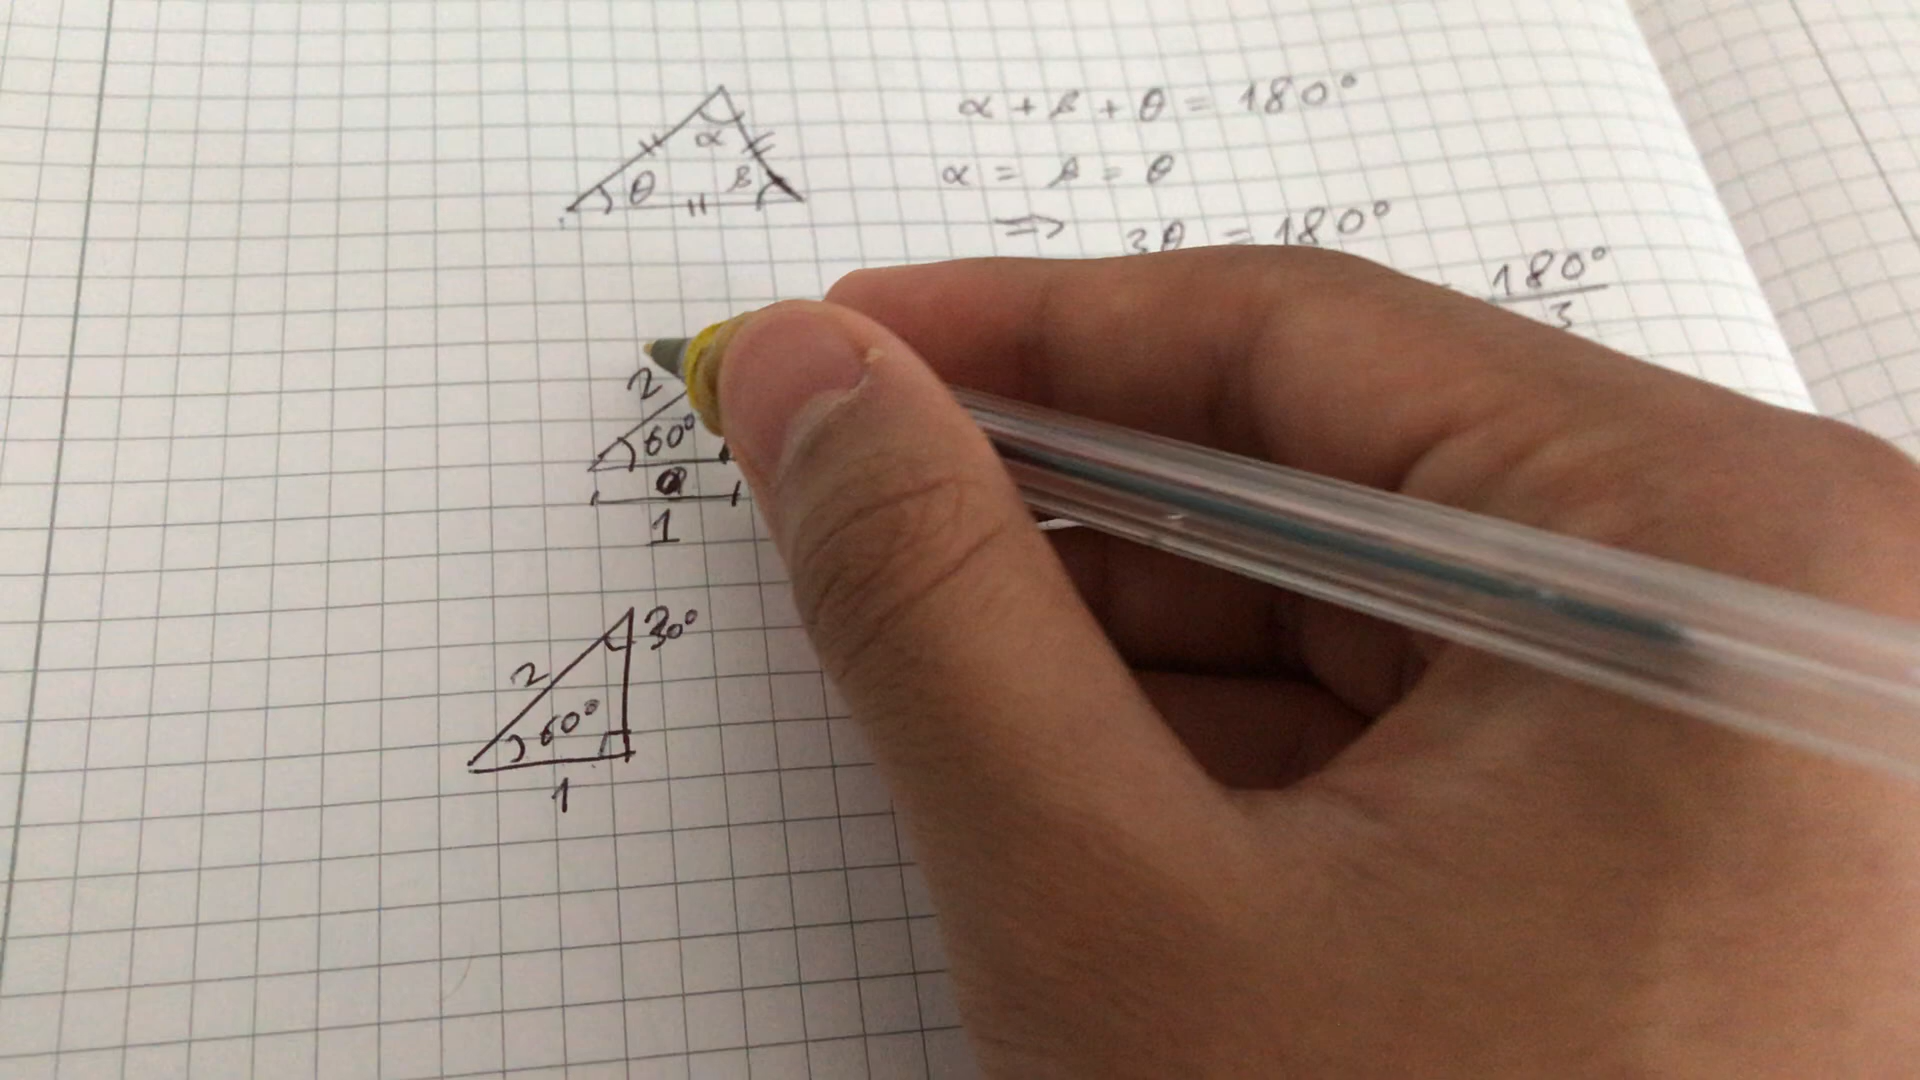 α
θ β
α + β + θ = 180°
α = β = θ
⇒ 3θ = 180°
= 180°
3
2
60°
1
30°
2
60°
1